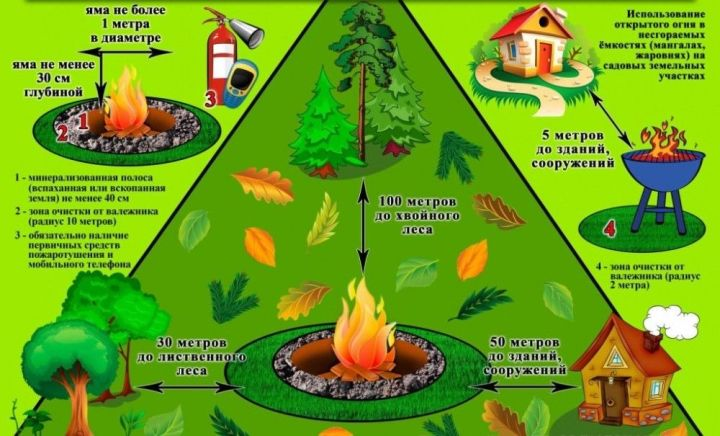 яма не более
1 метра
в диаметре
яма не менее
30 см
глубиной
2
1
3
1 - минерализованная полоса
(вспаханная или вскопанная
земля) не менее 40 см
2 - зона очистки от валежника
(радиус 10 метров)
3 - обязательно наличие
первичных средств
пожаротушения и
мобильного телефона
Использование
открытого огня в
несгораемых
ёмкостях (мангалах,
жаровнях) на
садовых земельных
участках
5 метров
до зданий,
сооружений
4
4 - зона очистки от
валежника (радиус
2 метра)
100 метров
до хвойного
леса
30 метров
до лиственного
леса
50 метров
до зданий,
сооружений